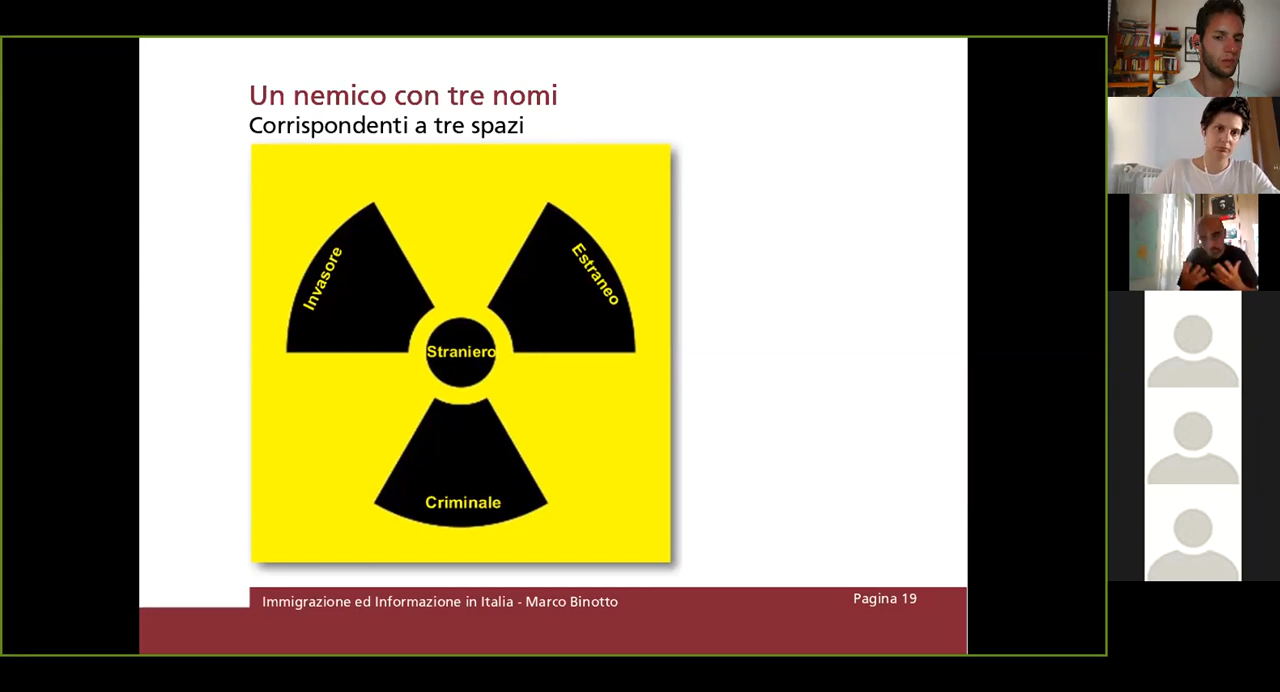 Un nemico con tre nomi
Corrispondenti a tre spazi
Invasore
Estraneo
Straniero
Criminale
Immigrazione ed Informazione in Italia - Marco Binotto
Pagina 19